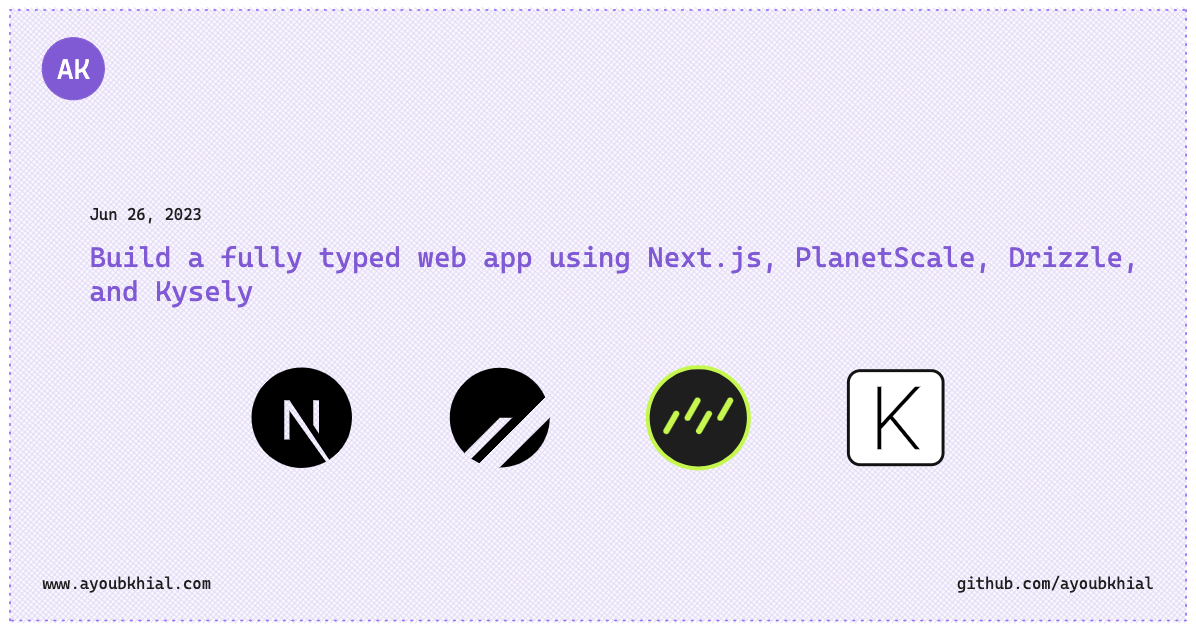 AK
Jun 26, 2023
Build a fully typed web app using Next.js, PlanetScale, Drizzle,
and Kysely
N
K
www.ayoubkhial.com
github.com/ayoubkhial